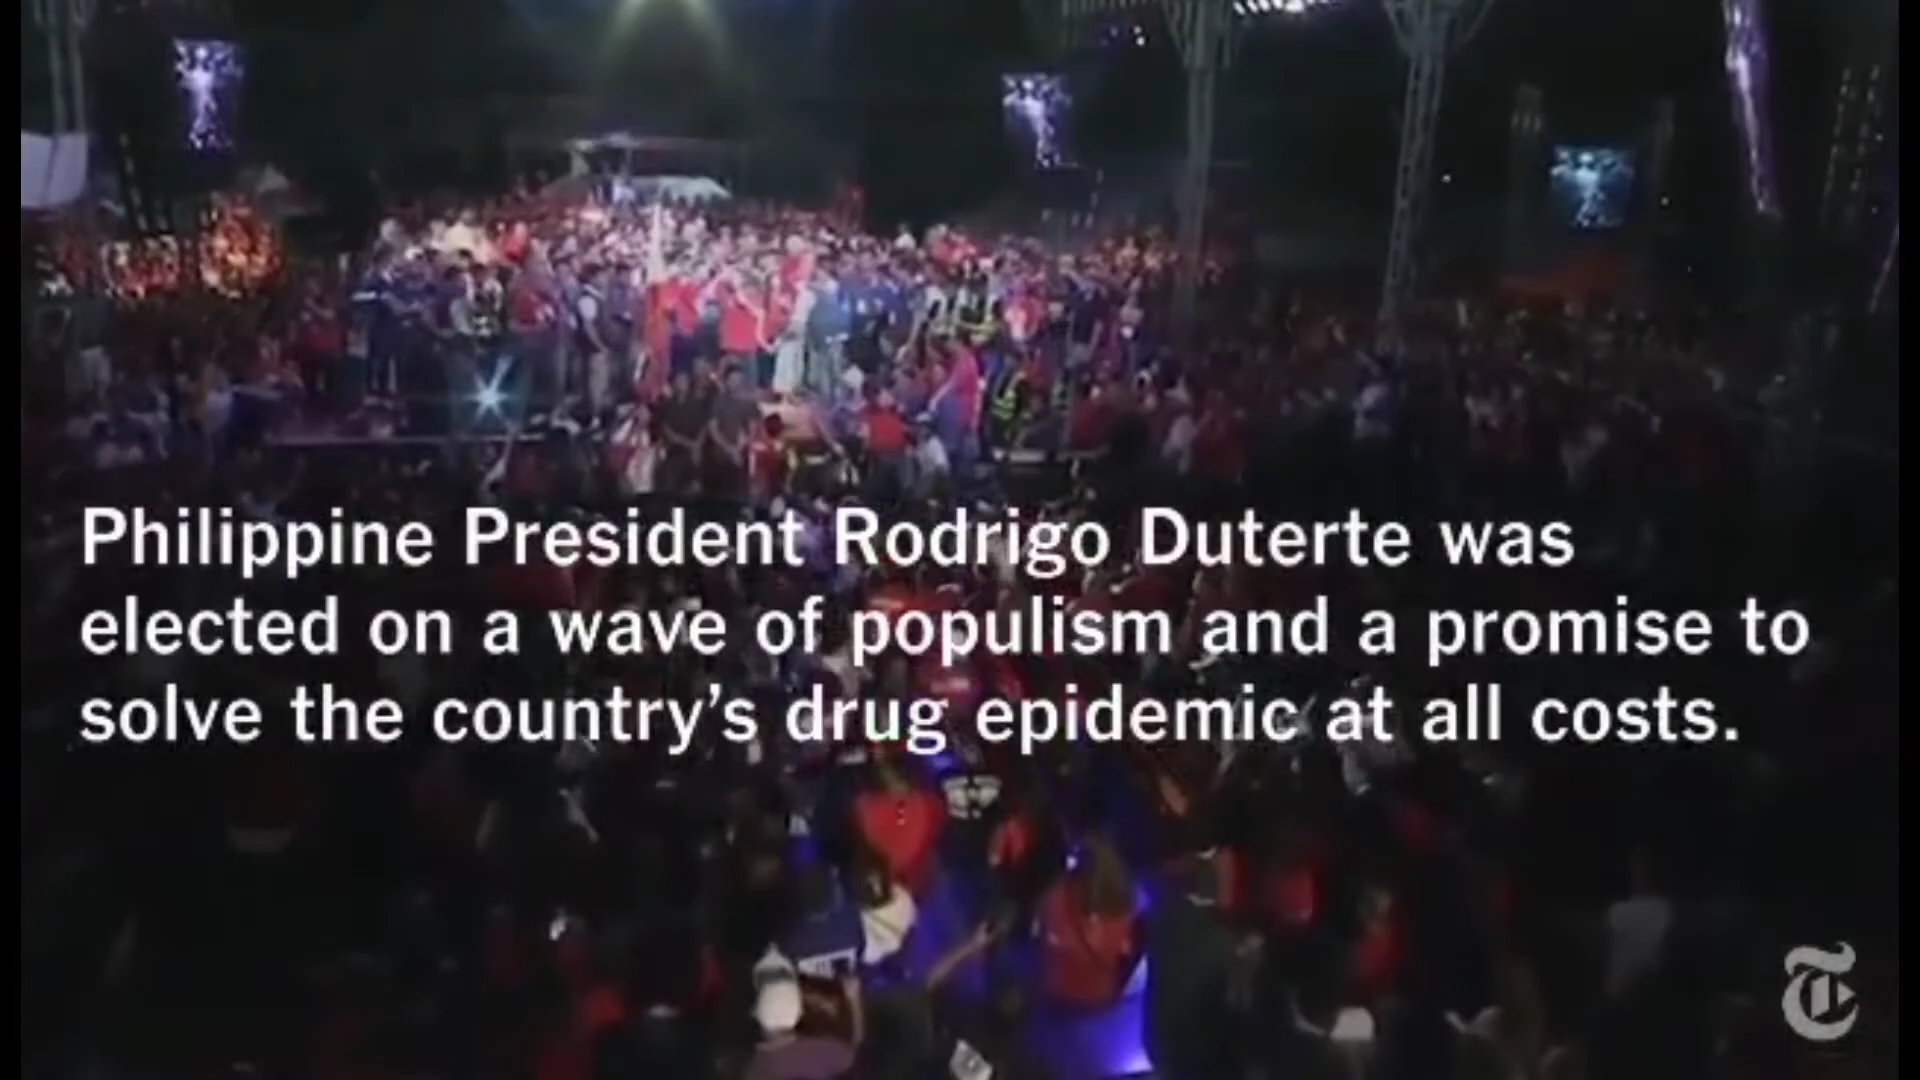 Philippine President Rodrigo Duterte was
elected on a wave of populism and a promise to
solve the country’s drug epidemic at all costs.
T